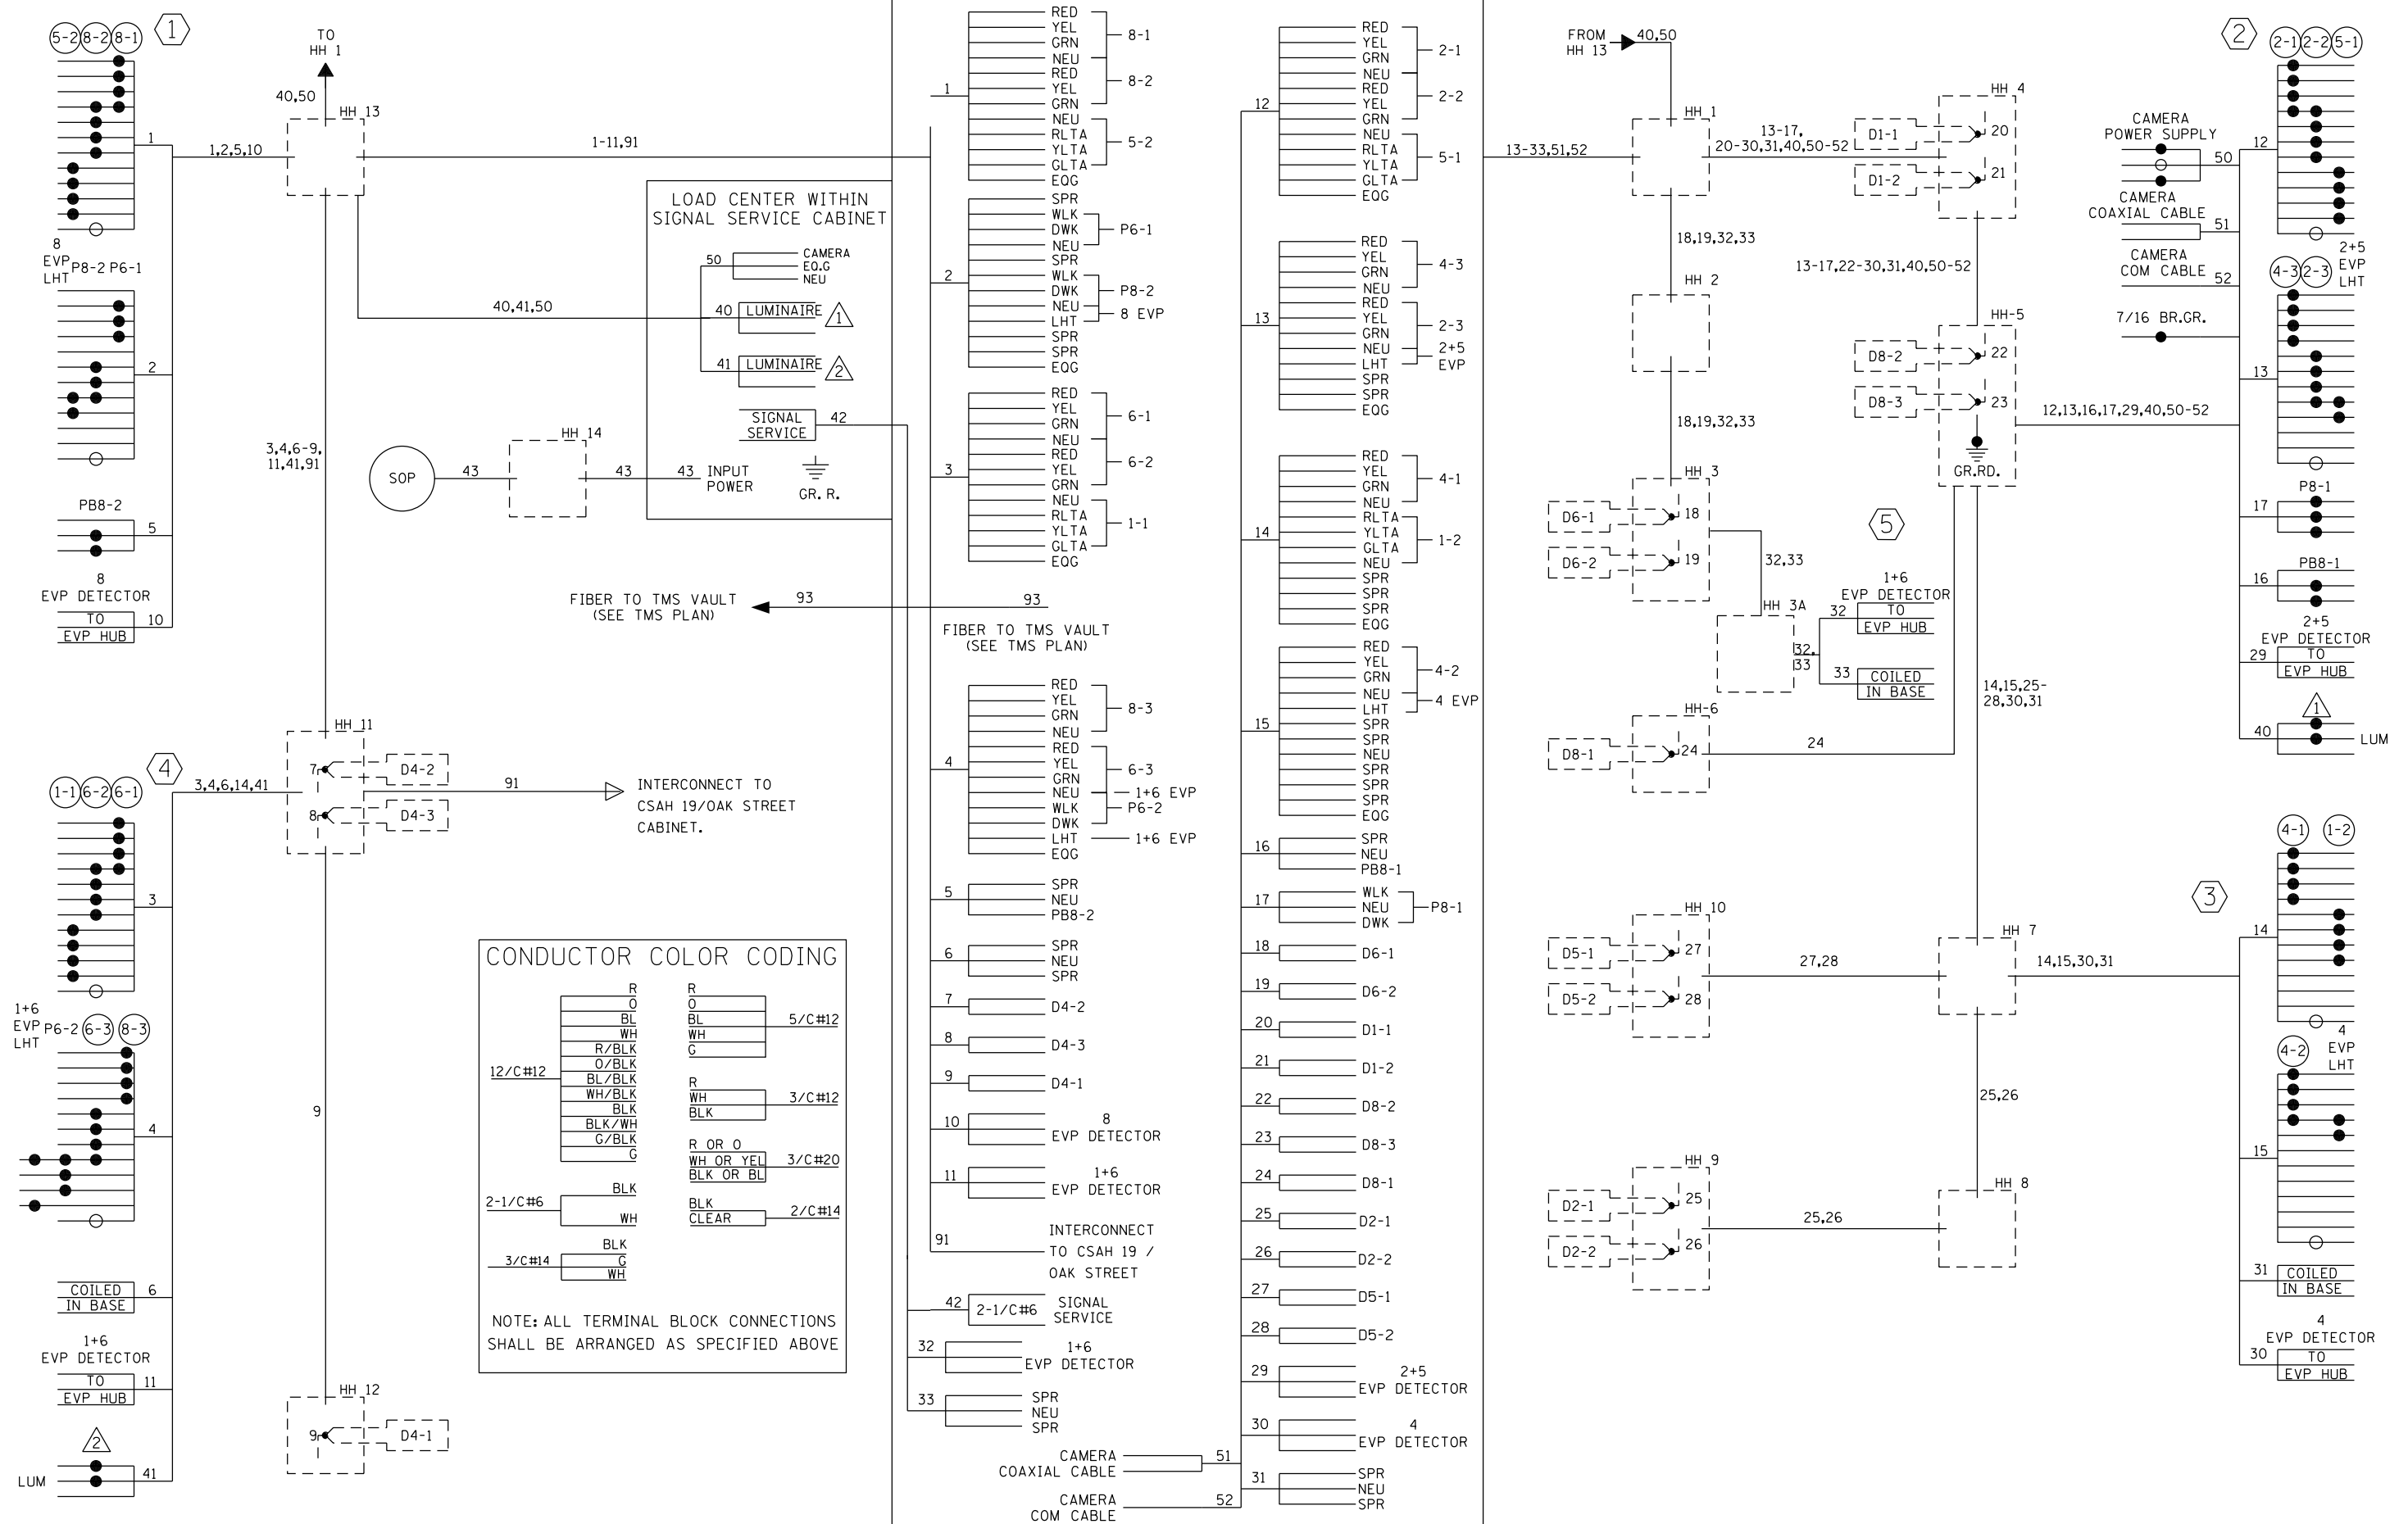 5-2 8-2 8-1
1
1
8
EVP
LHT
P8-2 P6-1
2
PB8-2
5
8
EVP DETECTOR
TO
EVP HUB
10
1,2,5,10
TO
HH 1
40,50
HH 13
1-11,91
40,41,50
3,4,6-9,
11,41,91
LOAD CENTER WITHIN
SIGNAL SERVICE CABINET
50
CAMERA
EQ.G
NEU
40
LUMINAIRE
1
41
LUMINAIRE
2
SIGNAL
SERVICE
42
SOP
43
HH 14
43
43
INPUT
POWER
GR. R.
FIBER TO TMS VAULT
(SEE TMS PLAN)
93
93
FIBER TO TMS VAULT
(SEE TMS PLAN)
4
1-1 6-2 6-1
3
1+6
EVP
LHT
P6-2 6-3 8-3
4
COILED
IN BASE
6
1+6
EVP DETECTOR
TO
EVP HUB
11
2
LUM
41
3,4,6,14,41
HH 11
7
D4-2
8
D4-3
91
INTERCONNECT TO
CSAH 19/OAK STREET
CABINET.
9
HH 12
9
D4-1
CONDUCTOR COLOR CODING
12/C#12
R
O
BL
WH
R/BLK
O/BLK
BL/BLK
WH/BLK
BLK
BLK/WH
G/BLK
G
2-1/C#6
BLK
WH
3/C#14
BLK
G
WH
R
O
BL
WH
G
5/C#12
R
WH
BLK
3/C#12
R OR O
WH OR YEL
BLK OR BL
3/C#20
BLK
CLEAR
2/C#14
NOTE: ALL TERMINAL BLOCK CONNECTIONS
SHALL BE ARRANGED AS SPECIFIED ABOVE
1
RED
YEL
GRN
NEU
RED
YEL
GRN
NEU
RLTA
YLTA
GLTA
EQG
8-1
8-2
5-2
2
SPR
WLK
DWK
NEU
SPR
WLK
DWK
NEU
LHT
SPR
SPR
EQG
P6-1
P8-2
8 EVP
3
RED
YEL
GRN
NEU
RED
YEL
GRN
NEU
RLTA
YLTA
GLTA
EQG
6-1
6-2
1-1
4
RED
YEL
GRN
NEU
RED
YEL
GRN
NEU
WLK
DWK
LHT
EQG
8-3
6-3
1+6 EVP
P6-2
1+6 EVP
5
SPR
NEU
PB8-2
6
SPR
NEU
SPR
7
D4-2
8
D4-3
9
D4-1
10
8
EVP DETECTOR
11
1+6
EVP DETECTOR
91
INTERCONNECT
TO CSAH 19 /
OAK STREET
42
2-1/C#6
SIGNAL
SERVICE
32
1+6
EVP DETECTOR
33
SPR
NEU
SPR
CAMERA
COAXIAL CABLE
51
CAMERA
COM CABLE
52
12
RED
YEL
GRN
NEU
RED
YEL
GRN
NEU
RLTA
YLTA
GLTA
EQG
2-1
2-2
5-1
13
RED
YEL
GRN
NEU
RED
YEL
GRN
NEU
LHT
SPR
SPR
EQG
4-3
2-3
2+5
EVP
14
RED
YEL
GRN
NEU
RLTA
YLTA
GLTA
NEU
SPR
SPR
SPR
EQG
4-1
1-2
15
RED
YEL
GRN
NEU
LHT
SPR
SPR
NEU
SPR
SPR
SPR
EQG
4-2
4 EVP
16
SPR
NEU
PB8-1
17
WLK
NEU
DWK
P8-1
18
D6-1
19
D6-2
20
D1-1
21
D1-2
22
D8-2
23
D8-3
24
D8-1
25
D2-1
26
D2-2
27
D5-1
28
D5-2
29
2+5
EVP DETECTOR
30
4
EVP DETECTOR
31
SPR
NEU
SPR
FROM
HH 13
40,50
13-33,51,52
HH 1
13-17,
20-30,31,40,50-52
D1-1
D1-2
HH 4
20
21
18,19,32,33
HH 2
18,19,32,33
13-17,22-30,31,40,50-52
HH-5
D8-2
22
D8-3
23
GR.RD.
12,13,16,17,29,40,50-52
HH 3
D6-1
18
D6-2
19
32,33
5
HH 3A
32,
33
1+6
EVP DETECTOR
32
TO
EVP HUB
33
COILED
IN BASE
HH-6
D8-1
24
24
14,15,25-
28,30,31
HH 10
D5-1
27
D5-2
28
27,28
HH 7
14,15,30,31
25,26
HH 9
D2-1
25
D2-2
26
25,26
HH 8
2
2-1 2-2 5-1
12
CAMERA
POWER SUPPLY
50
CAMERA
COAXIAL CABLE
51
CAMERA
COM CABLE
52
7/16 BR.GR.
2+5
EVP
LHT
4-3 2-3
13
P8-1
17
PB8-1
16
2+5
EVP DETECTOR
29
TO
EVP HUB
1
40
LUM
3
4-1 1-2
14
4
EVP
LHT
4-2
15
31
COILED
IN BASE
4
EVP DETECTOR
30
TO
EVP HUB